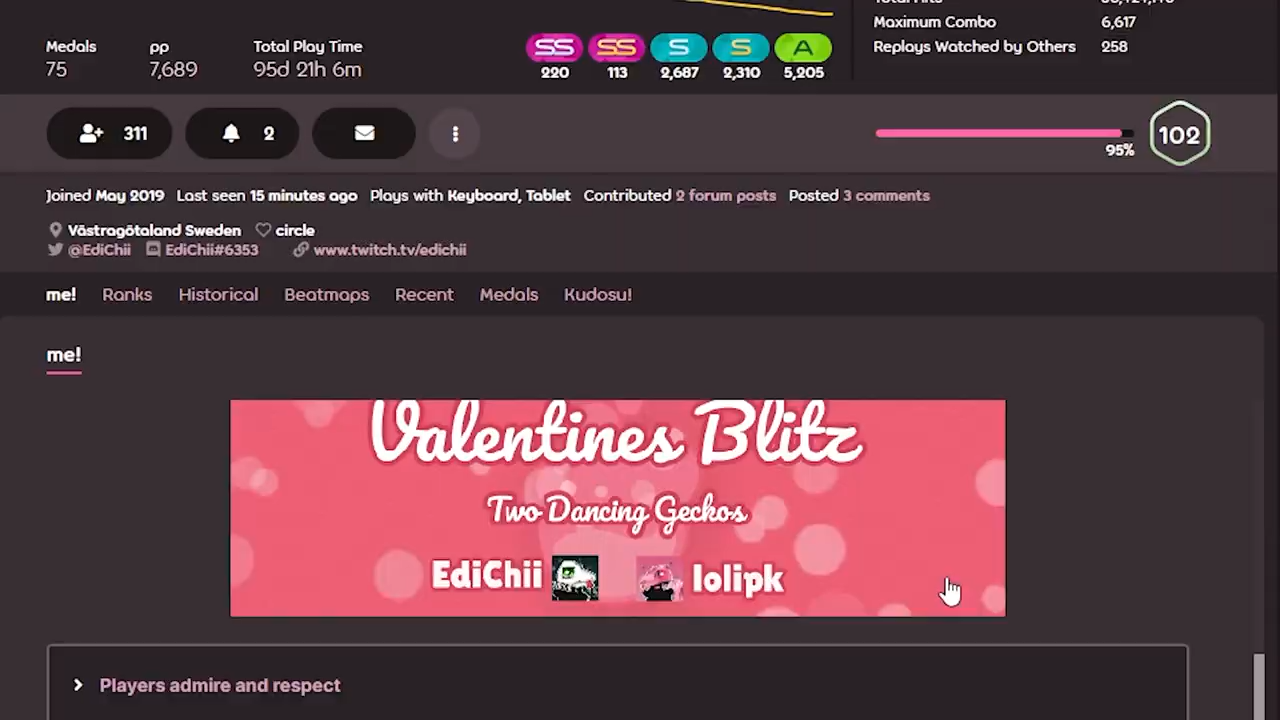 Medals pp Total Play Time
75 7,689 95d 21h 6m
SS SS S S A
220 113 2,687 2,310 5,205
Maximum Combo 6,617
Replays Watched by Others 258
311 2
102
95%
Joined May 2019 Last seen 15 minutes ago Plays with Keyboard, Tablet Contributed 2 forum posts Posted 3 comments
Västragötaland Sweden circle
@EdiChii EdiChii#6353 www.twitch.tv/edichii
me! Ranks Historical Beatmaps Recent Medals Kudosu!
me!
Valentines Blitz
Two Dancing Geckos
EdiChii lolipk
Players admire and respect